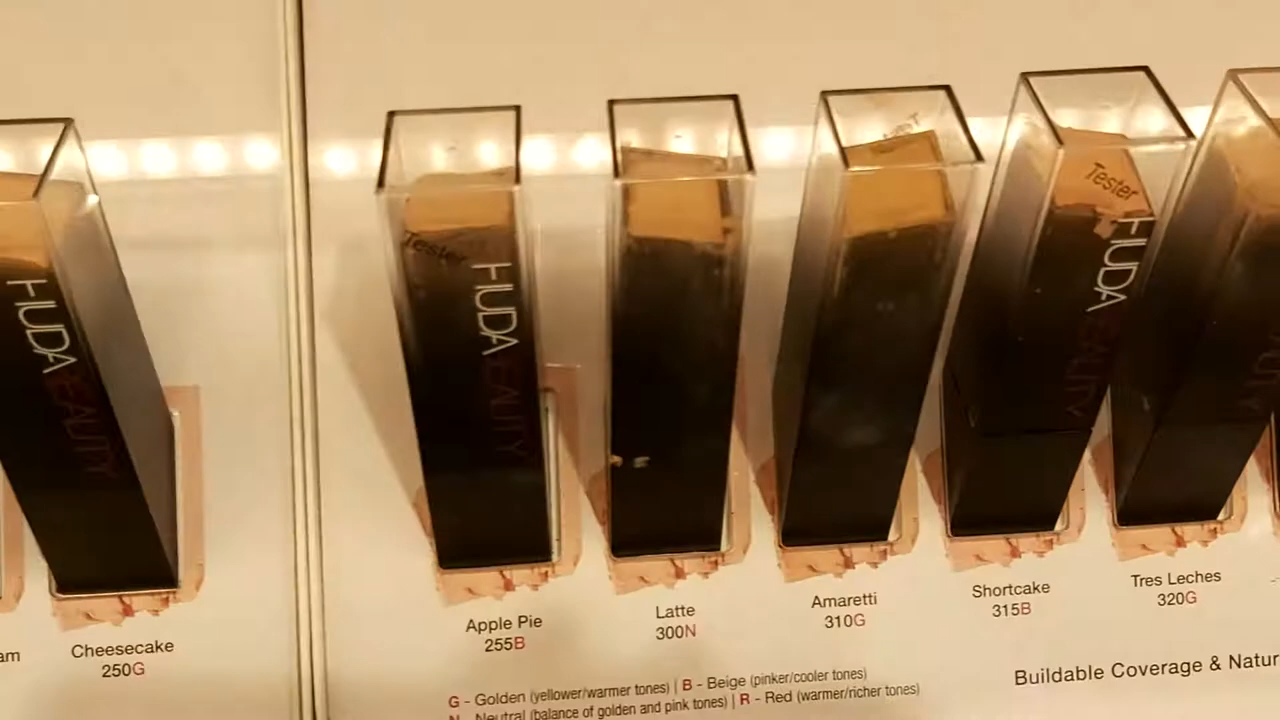 Tester
Tester
HUDA BEAUTY
HUDA BEAUTY
HUDA BEAUTY
Cheesecake
250G
Apple Pie
255B
Latte
300N
Amaretti
310G
Shortcake
315B
Tres Leches
320G
G - Golden (yellower/warmer tones) | B - Beige (pinker/cooler tones)
N - Neutral (balance of golden and pink tones) | R - Red (warmer/richer tones)
Buildable Coverage &